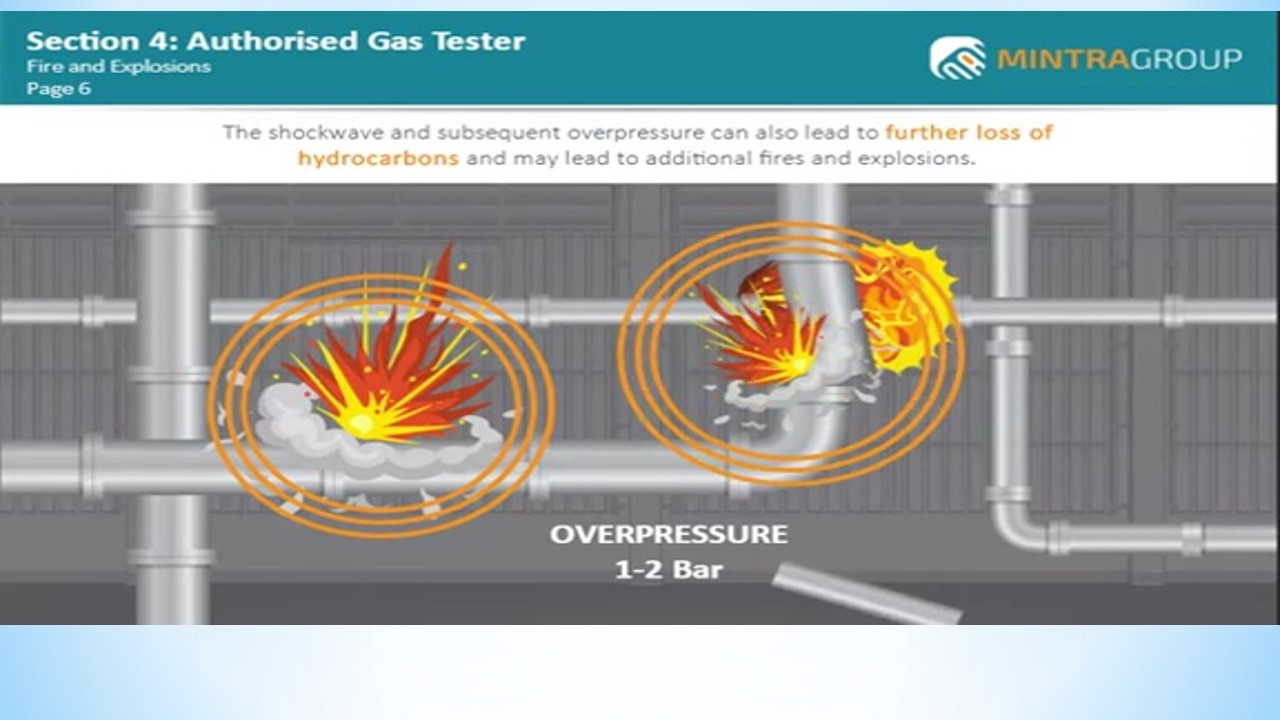 Section 4: Authorised Gas Tester
Fire and Explosions
Page 6
MINTRAGROUP
The shockwave and subsequent overpressure can also lead to further loss of
hydrocarbons and may lead to additional fires and explosions.
OVERPRESSURE
1-2 Bar